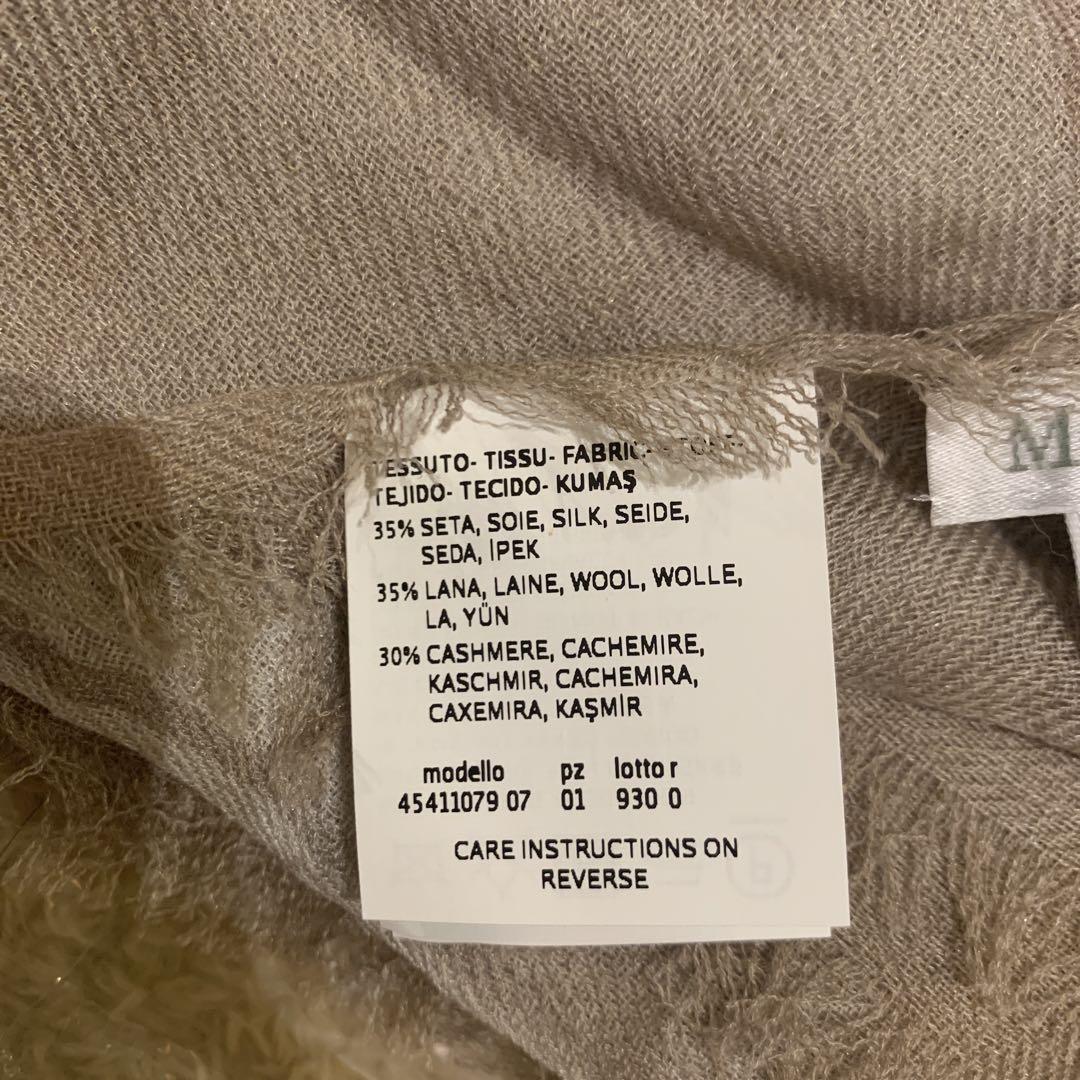 TESSUTO- TISSU- FABRIC-
TEJIDO- TECIDO- KUMAŞ
35% SETA, SOIE, SILK, SEIDE,
SEDA, İPEK
35% LANA, LAINE, WOOL, WOLLE,
LA, YÜN
30% CASHMERE, CACHEMIRE,
KASCHMIR, CACHEMIRA,
CAXEMIRA, KAŞMİR
modello pz lotto r
45411079 07 01 930 0
CARE INSTRUCTIONS ON
REVERSE